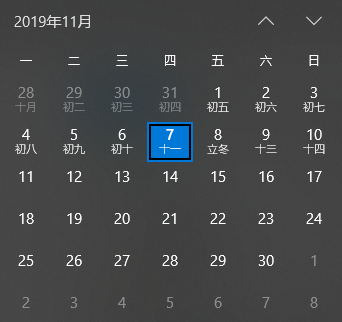 2019年11月
一 二 三 四 五 六 日
28 29 30 31 1 2 3
十月 初二 初三 初四 初五 初六 初七
4 5 6 7 8 9 10
初八 初九 初十 十一 立冬 十三 十四
11 12 13 14 15 16 17
18 19 20 21 22 23 24
25 26 27 28 29 30 1
2 3 4 5 6 7 8